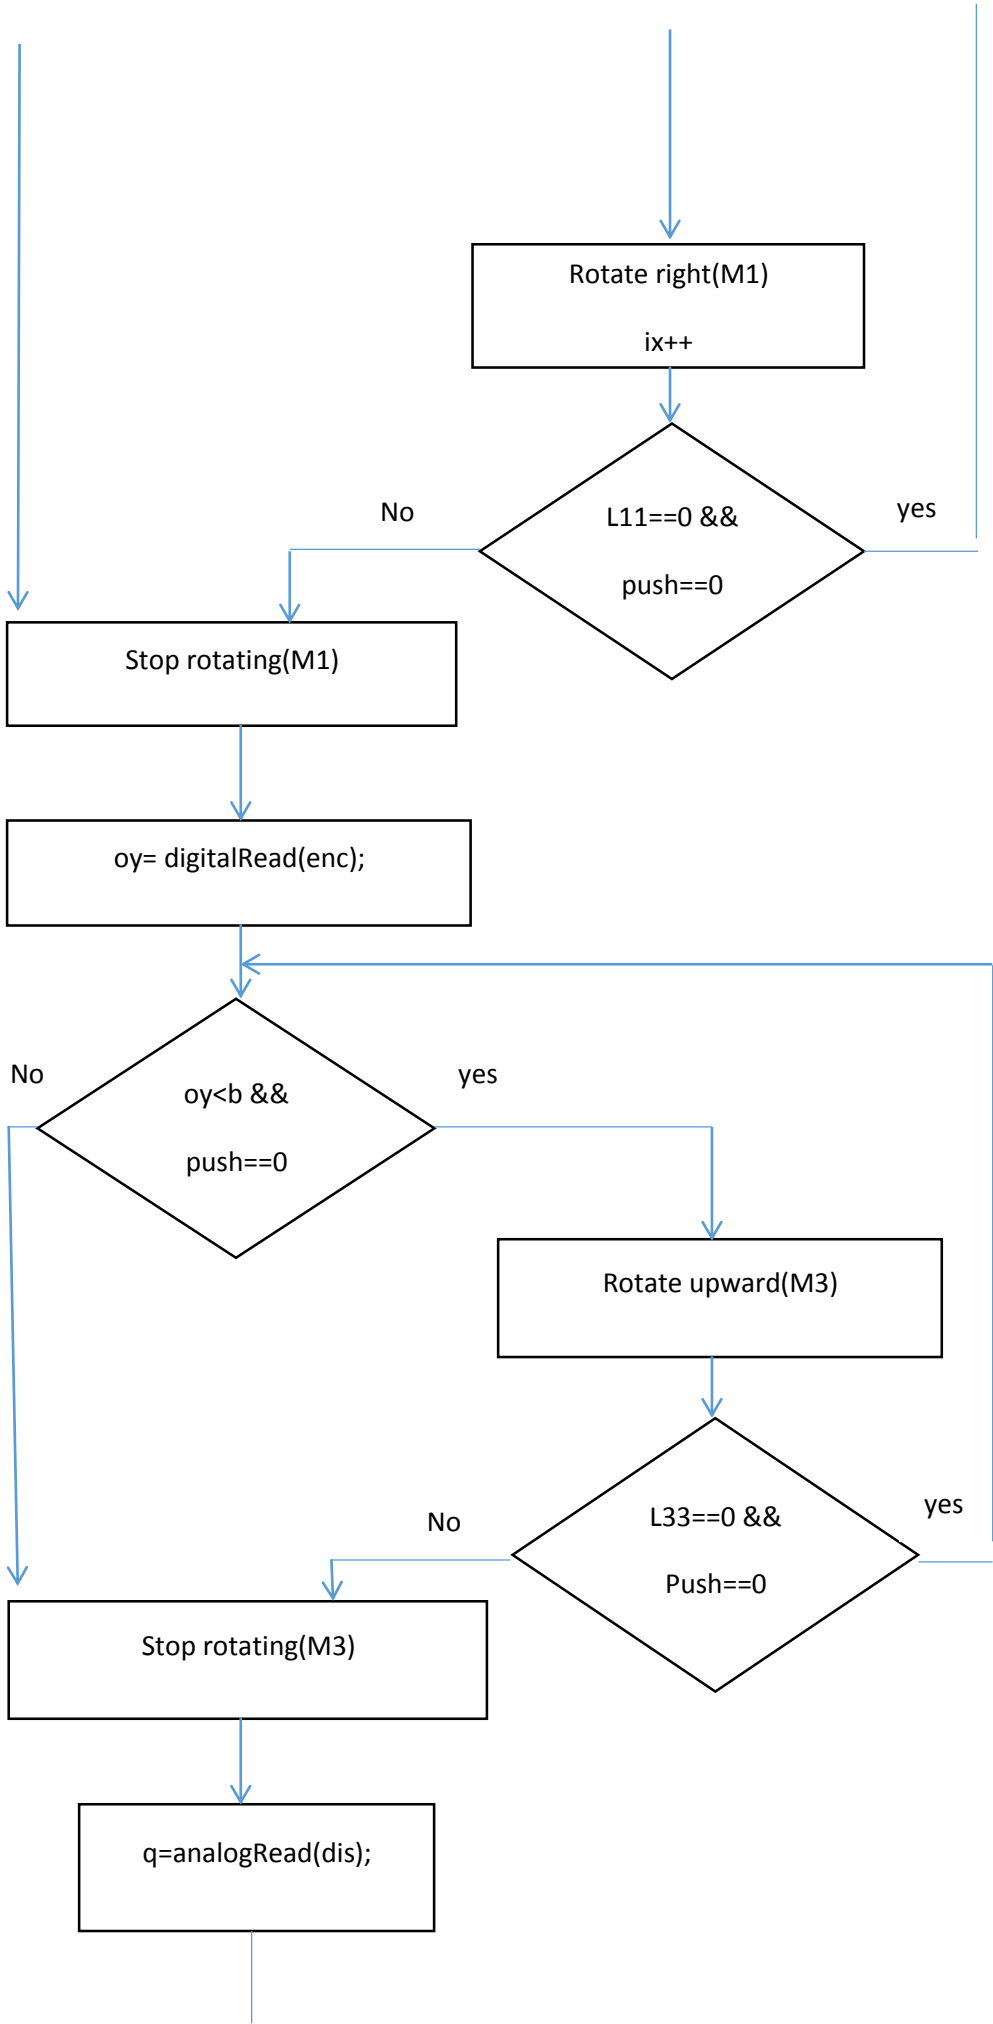 Rotate right(M1)
ix++
No
yes
L11==0 &&
push==0
Stop rotating(M1)
oy= digitalRead(enc);
No
yes
oy<b &&
push==0
Rotate upward(M3)
No
yes
L33==0 &&
Push==0
Stop rotating(M3)
q=analogRead(dis);